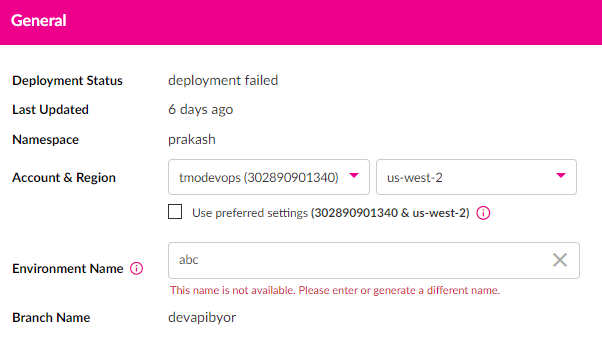 General
Deployment Status deployment failed
Last Updated 6 days ago
Namespace prakash
Account & Region tmodevops (302890901340) us-west-2
Use preferred settings (302890901340 & us-west-2)
Environment Name abc
This name is not available. Please enter or generate a different name.
Branch Name devapibyor